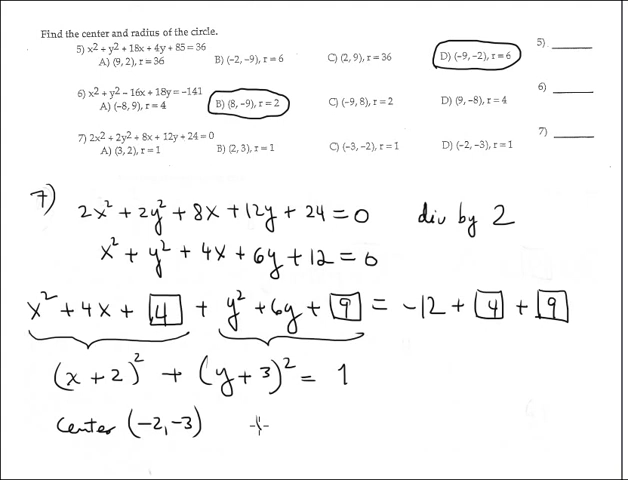 Find the center and radius of the circle.
5) x² + y² + 18x + 4y + 85 = 36 5) ______
A) (9, 2), r = 36 B) (-2, -9), r = 6 C) (2, 9), r = 36 D) (-9, -2), r = 6
6) x² + y² - 16x + 18y = -141 6) ______
A) (-8, 9), r = 4 B) (8, -9), r = 2 C) (-9, 8), r = 2 D) (9, -8), r = 4
7) 2x² + 2y² + 8x + 12y + 24 = 0 7) ______
A) (3, 2), r = 1 B) (2, 3), r = 1 C) (-3, -2), r = 1 D) (-2, -3), r = 1
7) 2x² + 2y² + 8x + 12y + 24 = 0 div by 2
x² + y² + 4x + 6y + 12 = 0
x² + 4x + 4 + y² + 6y + 9 = -12 + 4 + 9
(x + 2)² + (y + 3)² = 1
center (-2, -3)